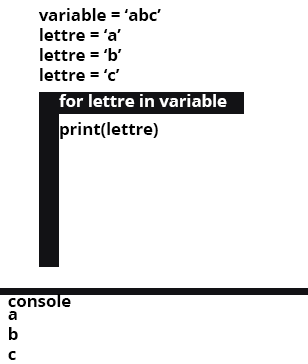 variable = ‘abc’
lettre = ‘a’
lettre = ‘b’
lettre = ‘c’
for lettre in variable
print(lettre)
console
a
b
c